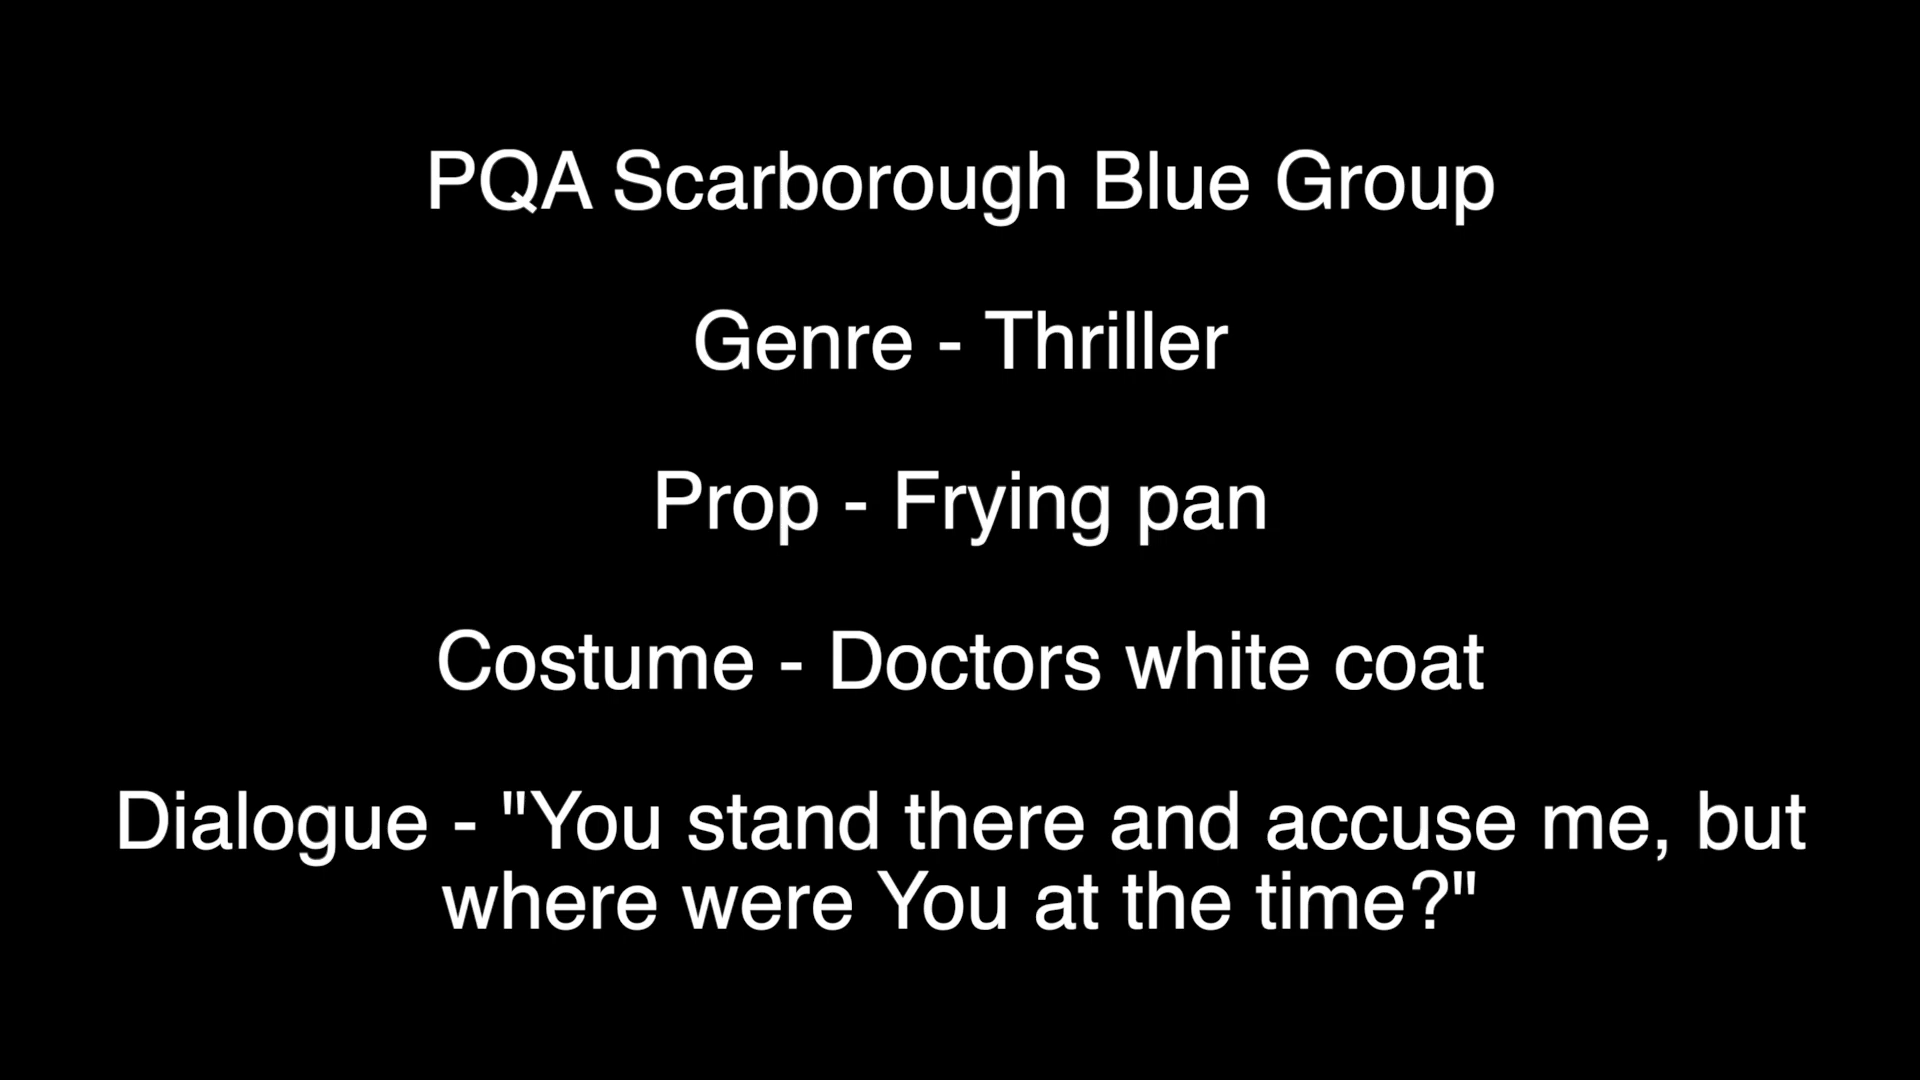 PQA Scarborough Blue Group
Genre - Thriller
Prop - Frying pan
Costume - Doctors white coat
Dialogue - "You stand there and accuse me, but
where were You at the time?"